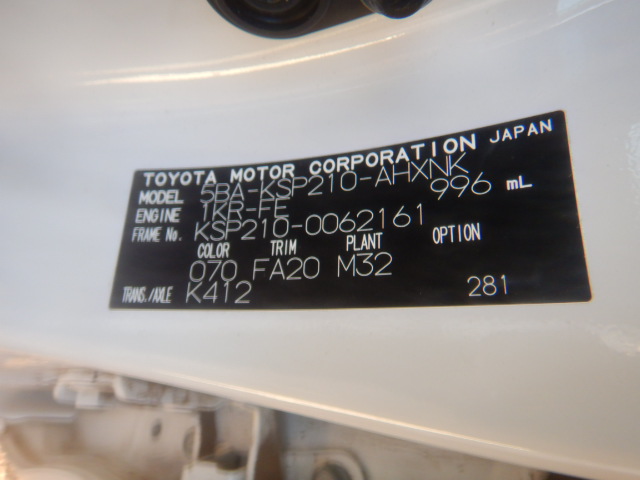 TOYOTA MOTOR CORPORATION JAPAN
MODEL 5BA-KSP210-AHXNK
ENGINE 1KR-FE 996 mL
FRAME No. KSP210-0062161
COLOR TRIM PLANT OPTION
070 FA20 M32
TRANS./AXLE K412 281